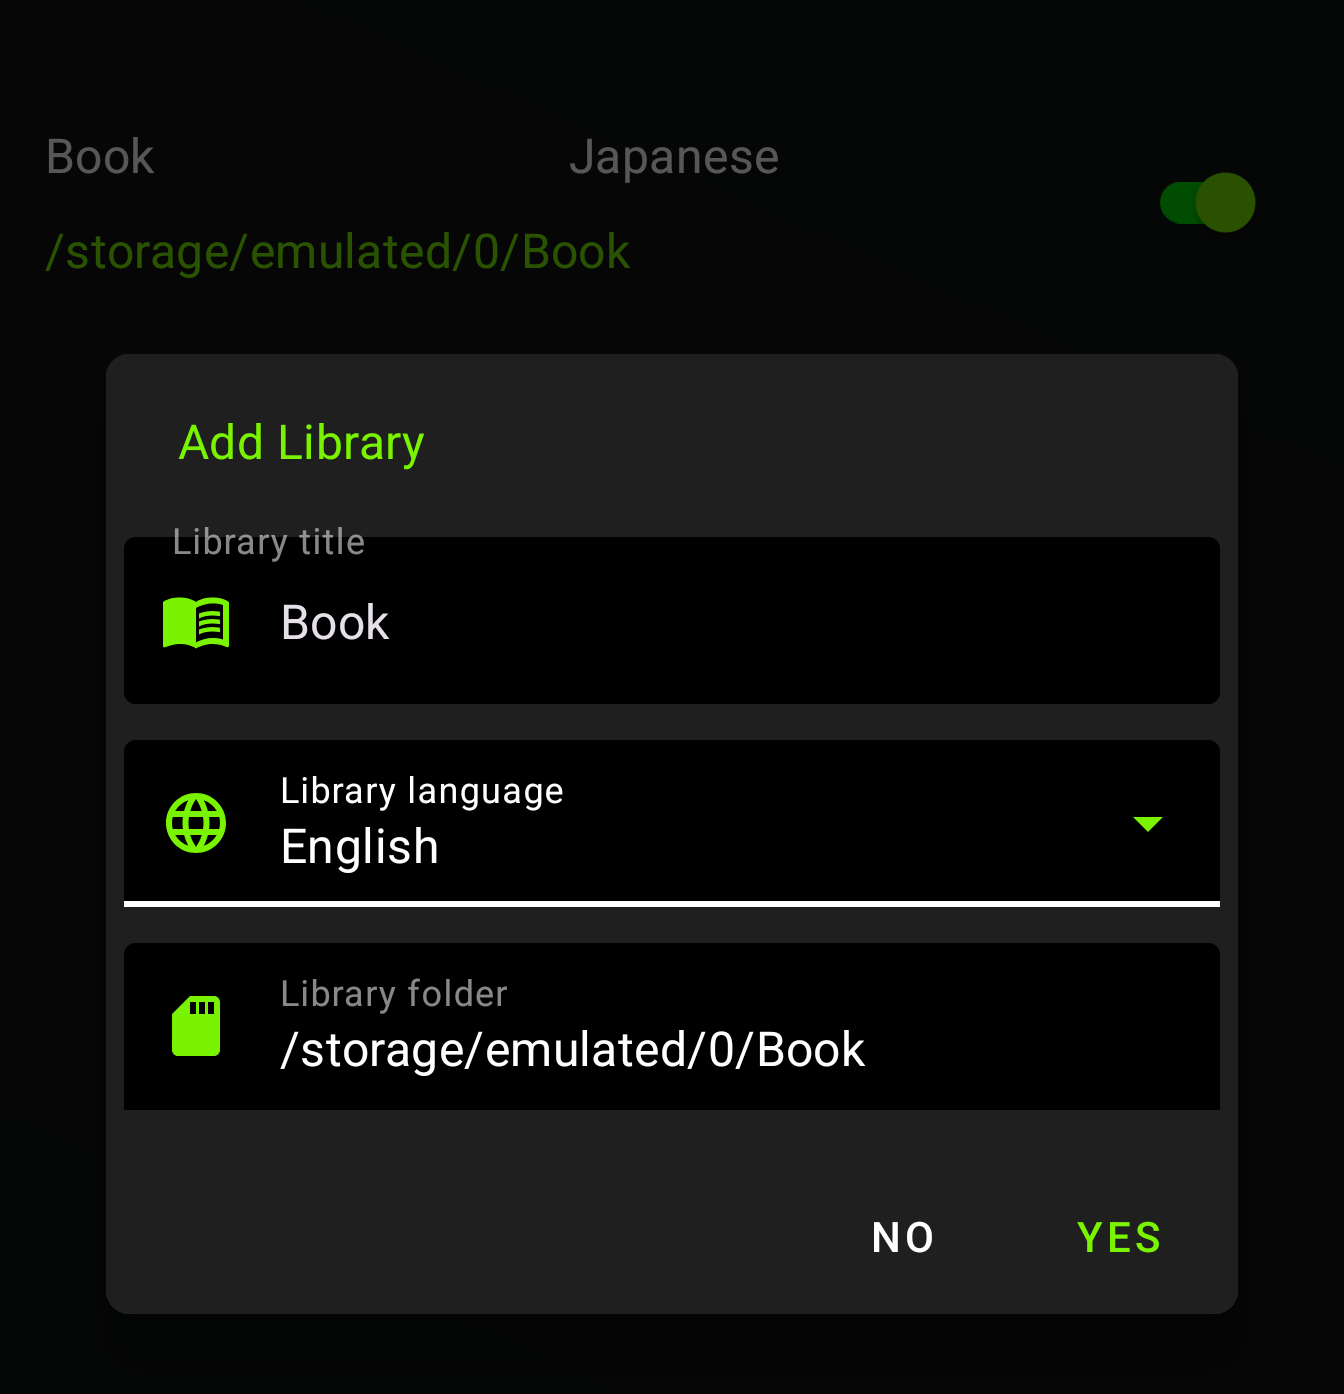 Book Japanese
/storage/emulated/0/Book
Add Library
Library title
Book
Library language
English
Library folder
/storage/emulated/0/Book
NO YES